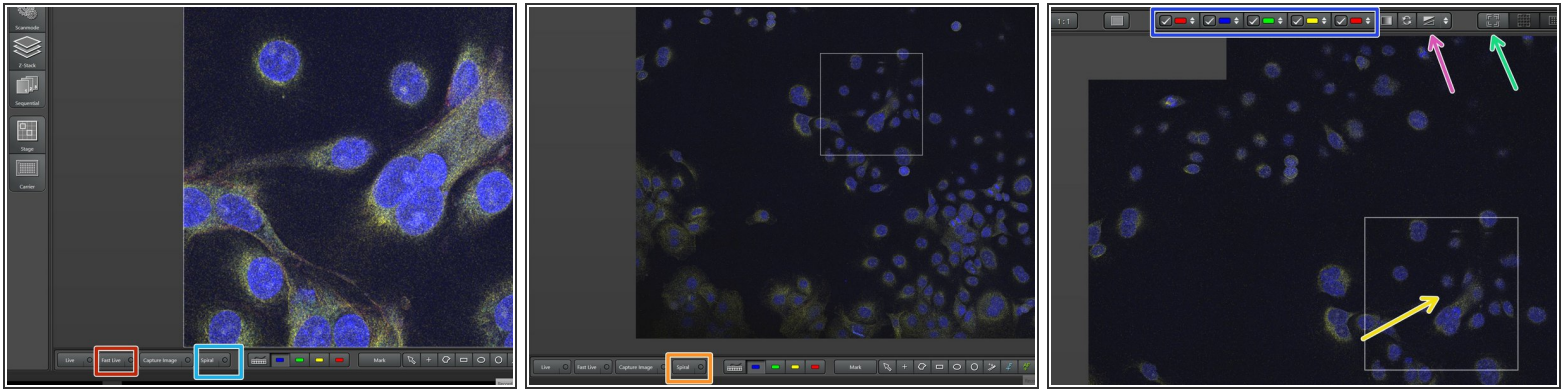 Scanmode
Z-Stack
Sequential
Stage
Carrier
Live
Fast Live
Capture Image
Spiral
Mark
Live
Fast Live
Capture Image
Spiral
Mark
1:1